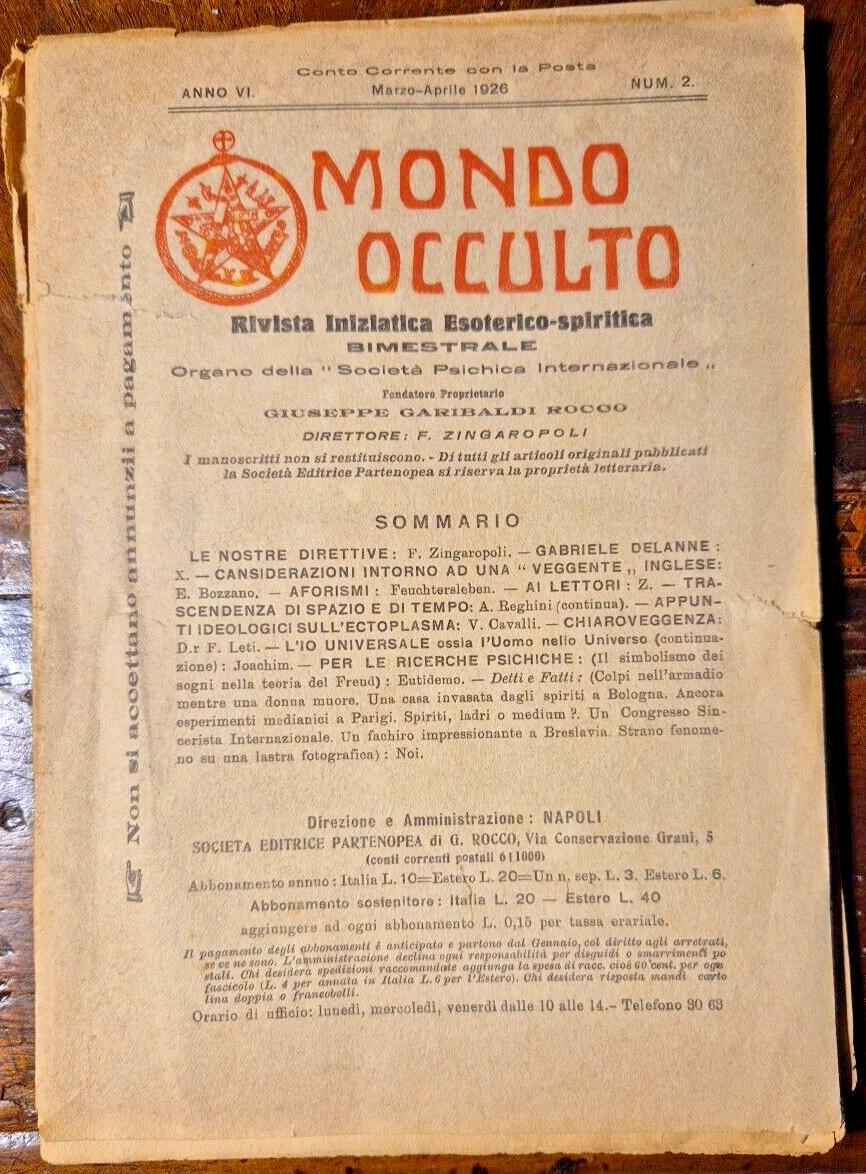 Conto Corrente con la Posta
ANNO VI.
Marzo-Aprile 1926
NUM. 2.
MONDO
OCCULTO
Rivista Iniziatica Esoterico-spiritica
BIMESTRALE
Organo della “ Società Psichica Internazionale „
Fondatore Proprietario
GIUSEPPE GARIBALDI ROCCO
DIRETTORE: F. ZINGAROPOLI
I manoscritti non si restituiscono. - Di tutti gli articoli originali pubblicati
la Società Editrice Partenopea si riserva la proprietà letteraria.
Non si accettano annunzii a pagamento
SOMMARIO
LE NOSTRE DIRETTIVE: F. Zingaropoli. — GABRIELE DELANNE:
X. — CANSIDERAZIONI INTORNO AD UNA “ VEGGENTE „ INGLESE:
E. Bozzano. — AFORISMI: Feuchtersleben. — AI LETTORI: Z. — TRA-
SCENDENZA DI SPAZIO E DI TEMPO: A. Reghini (continua). — APPUN-
TI IDEOLOGICI SULL'ECTOPLASMA: V. Cavalli. — CHIAROVEGGENZA:
D.r F. Leti. — L'IO UNIVERSALE ossia l'Uomo nello Universo (continua-
zione): Joachim. — PER LE RICERCHE PSICHICHE: (Il simbolismo dei
sogni nella teoria del Freud): Eutidemo. — Detti e Fatti: (Colpi nell'armadio
mentre una donna muore. Una casa invasata dagli spiriti a Bologna. Ancora
esperimenti medianici a Parigi. Spiriti, ladri o medium?. Un Congresso Sin-
cerista Internazionale. Un fachiro impressionante a Breslavia. Strano fenome-
no su una lastra fotografica): Noi.
Direzione e Amministrazione: NAPOLI
SOCIETA EDITRICE PARTENOPEA di G. ROCCO, Via Conservazione Grani, 5
(conti correnti postali 611000)
Abbonamento annuo: Italia L. 10=Estero L. 20=Un n. sep. L. 3. Estero L. 6.
Abbonamento sostenitore: Italia L. 20 — Estero L. 40
aggiungere ad ogni abbonamento L. 0,15 per tassa erariale.
Il pagamento degli abbonamenti è anticipato e partono dal Gennaio, col diritto agli arretrati,
se ve ne sono. L'amministrazione declina ogni responsabilità per disguidi o smarrimenti po
stali. Chi desidera spedizioni raccomandate aggiunga la spesa di racc. cioè 60 cent. per ogni
fascicolo (L. 4 per annata in Italia L. 6 per l'Estero). Chi desidera risposta mandi carto
lina doppia o francobolli.
Orario di ufficio: lunedì, mercoledì, venerdì dalle 10 alle 14.- Telefono 30 63